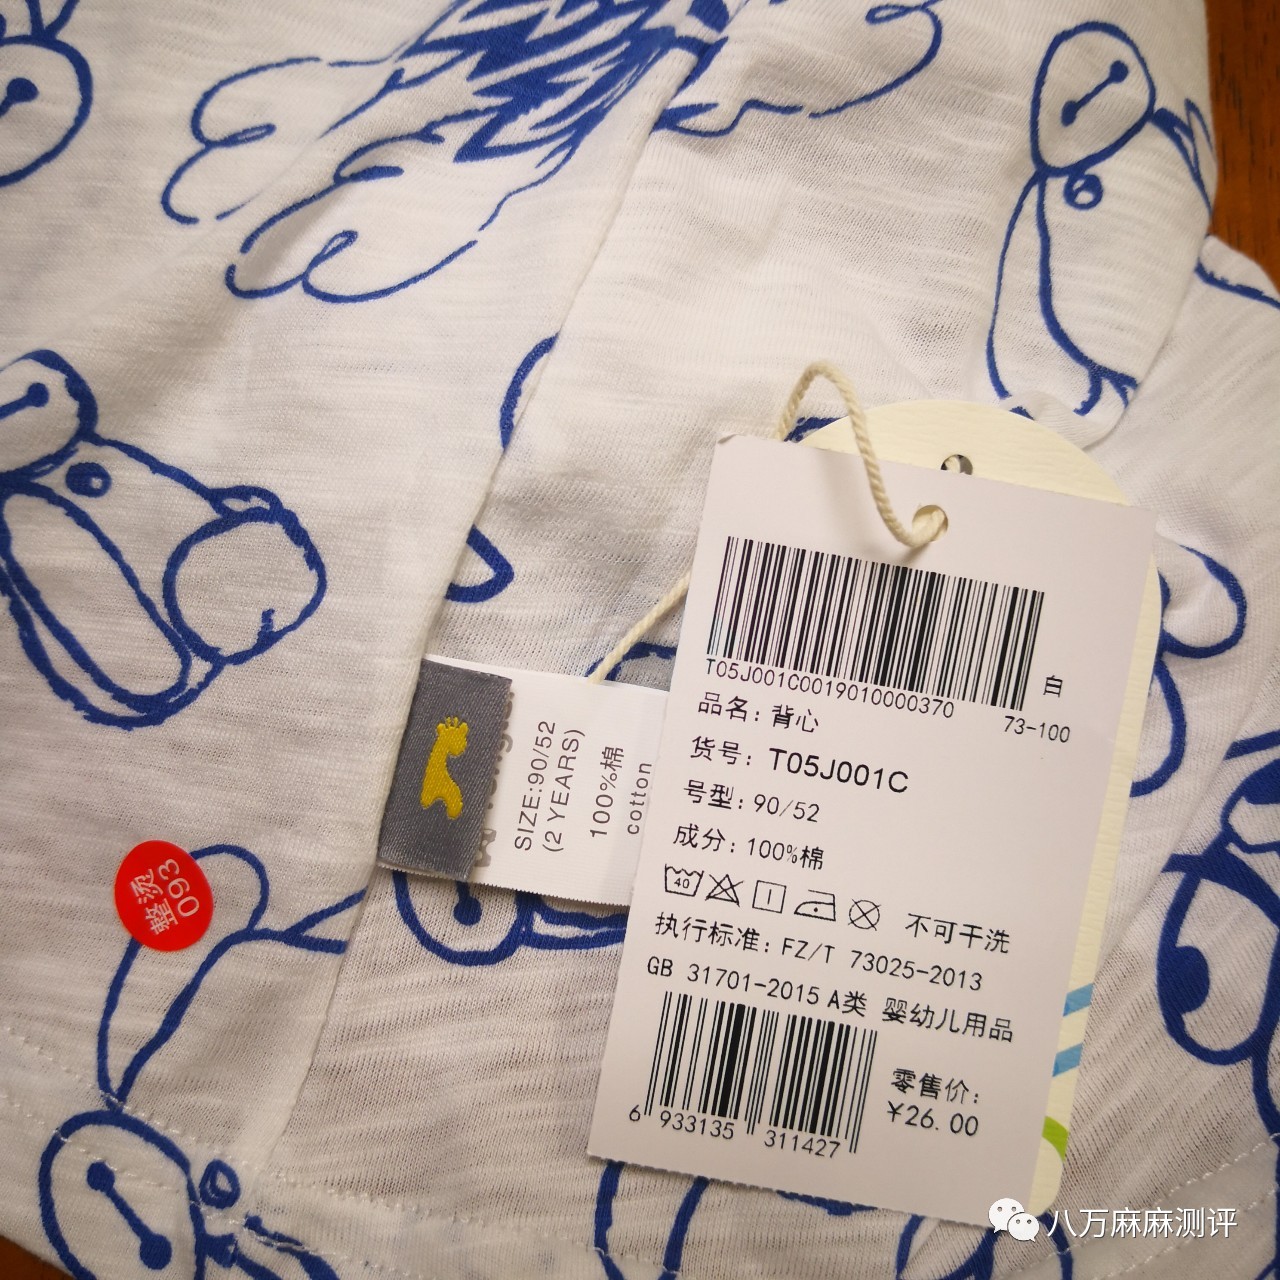 T05J001C0019010000370
白
73-100
品名: 背心
货号: T05J001C
号型: 90/52
成分: 100%棉
40
不可干洗
执行标准: FZ/T 73025-2013
GB 31701-2015 A类 婴幼儿用品
零售价:
¥26.00
6 933135 311427
SIZE:90/52
(2 YEARS)
100%棉
cotton
整烫
093
八万麻麻测评